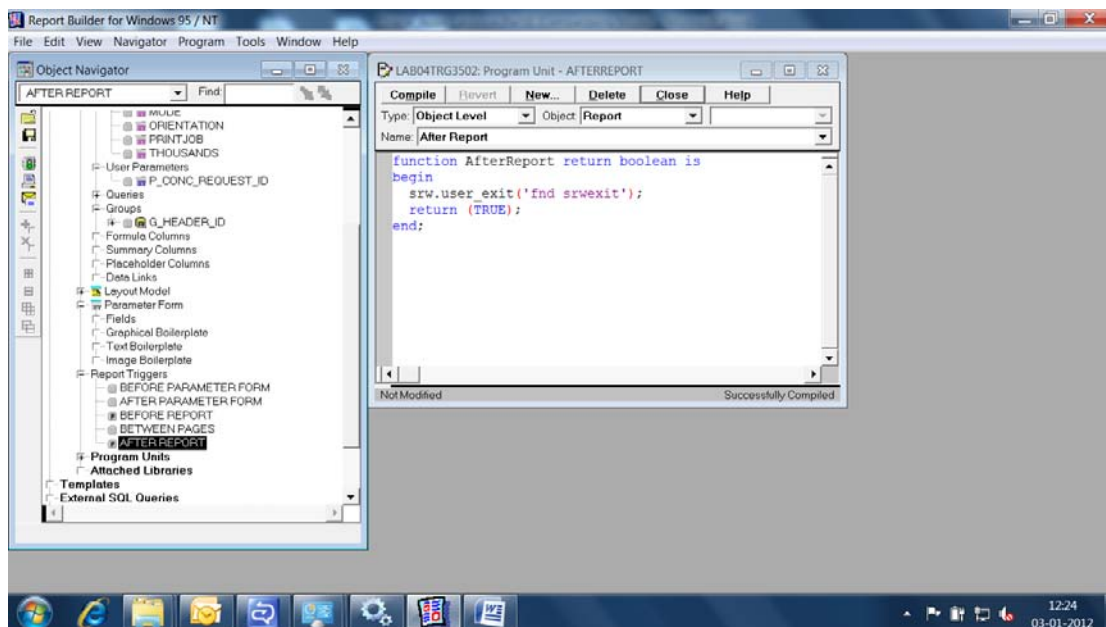 Report Builder for Windows 95 / NT
File Edit View Navigator Program Tools Window Help
Object Navigator
AFTER REPORT Find:
MODE
ORIENTATION
PRINTJOB
THOUSANDS
User Parameters
P_CONC_REQUEST_ID
Queries
Groups
G_HEADER_ID
Formula Columns
Summary Columns
Placeholder Columns
Data Links
Layout Model
Parameter Form
Fields
Graphical Boilerplate
Text Boilerplate
Image Boilerplate
Report Triggers
BEFORE PARAMETER FORM
AFTER PARAMETER FORM
BEFORE REPORT
BETWEEN PAGES
AFTER REPORT
Program Units
Attached Libraries
Templates
External SQL Queries
LAB04TRG3502: Program Unit - AFTERREPORT
Compile Revert New... Delete Close Help
Type: Object Level Object: Report
Name: After Report
function AfterReport return boolean is
begin
srw.user_exit('fnd srwexit');
return (TRUE);
end;
Not Modified Successfully Compiled
12:24
03-01-2012